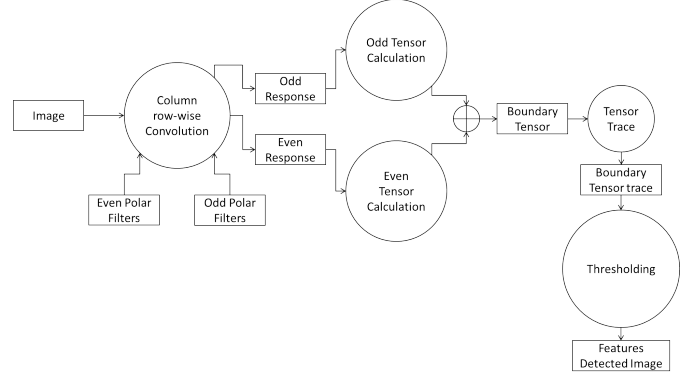 Image
Column
row-wise
Convolution
Even Polar
Filters
Odd Polar
Filters
Odd
Response
Even
Response
Odd Tensor
Calculation
Even
Tensor
Calculation
Boundary
Tensor
Tensor
Trace
Boundary
Tensor trace
Thresholding
Features
Detected Image